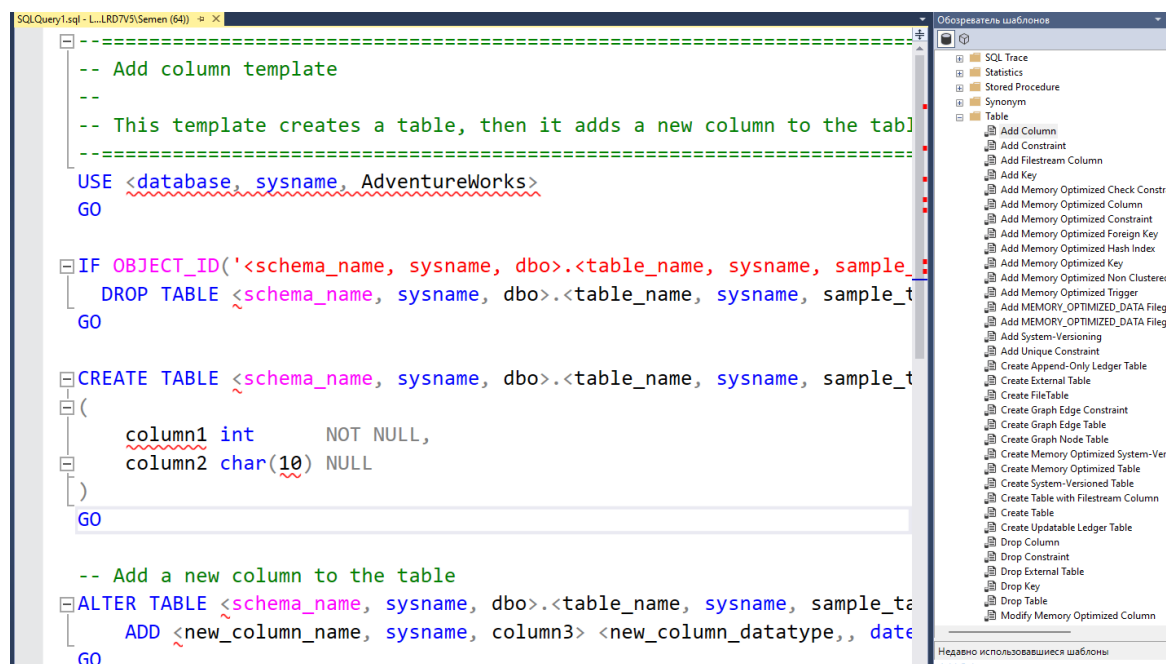 SQLQuery1.sql - L...LRD7V5\Semen (64))
--=====================================================================
-- Add column template
--
-- This template creates a table, then it adds a new column to the tabl
--=====================================================================
USE <database, sysname, AdventureWorks>
GO
IF OBJECT_ID('<schema_name, sysname, dbo>.<table_name, sysname, sample_
DROP TABLE <schema_name, sysname, dbo>.<table_name, sysname, sample_t
GO
CREATE TABLE <schema_name, sysname, dbo>.<table_name, sysname, sample_t
(
column1 int NOT NULL,
column2 char(10) NULL
)
GO
-- Add a new column to the table
ALTER TABLE <schema_name, sysname, dbo>.<table_name, sysname, sample_ta
ADD <new_column_name, sysname, column3> <new_column_datatype,, date
GO
Обозреватель шаблонов
SQL Trace
Statistics
Stored Procedure
Synonym
Table
Add Column
Add Constraint
Add Filestream Column
Add Key
Add Memory Optimized Check Constr
Add Memory Optimized Column
Add Memory Optimized Constraint
Add Memory Optimized Foreign Key
Add Memory Optimized Hash Index
Add Memory Optimized Key
Add Memory Optimized Non Clustered
Add Memory Optimized Trigger
Add MEMORY_OPTIMIZED_DATA Fileg
Add MEMORY_OPTIMIZED_DATA Fileg
Add System-Versioning
Add Unique Constraint
Create Append-Only Ledger Table
Create External Table
Create FileTable
Create Graph Edge Constraint
Create Graph Edge Table
Create Graph Node Table
Create Memory Optimized System-Ver
Create Memory Optimized Table
Create System-Versioned Table
Create Table with Filestream Column
Create Table
Create Updatable Ledger Table
Drop Column
Drop Constraint
Drop External Table
Drop Key
Drop Table
Modify Memory Optimized Column
Недавно использовавшиеся шаблоны